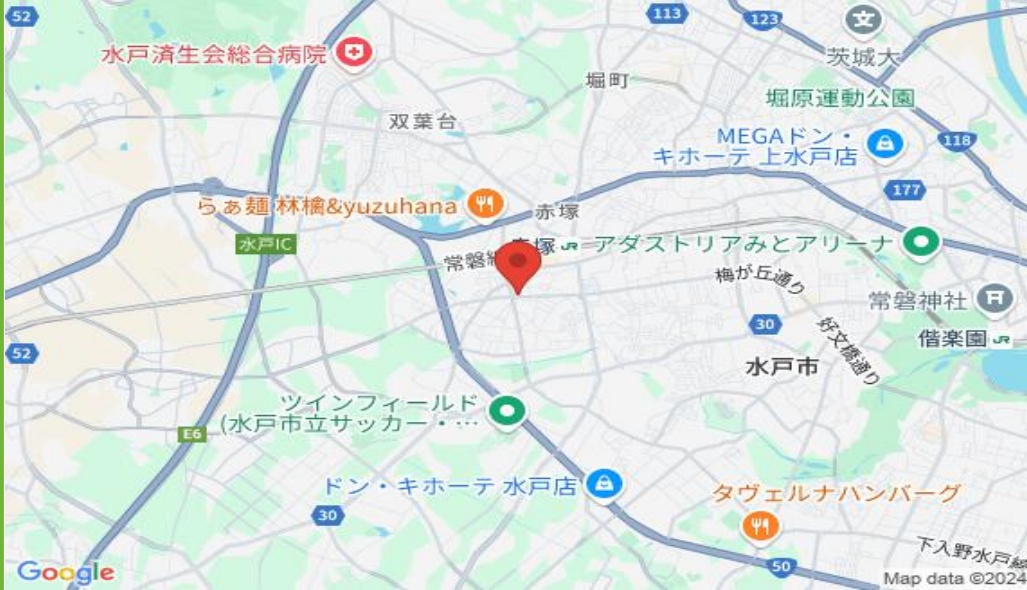 52
113
123
茨城大
水戸済生会総合病院
堀町
堀原運動公園
双葉台
MEGAドン・
キホーテ 上水戸店
118
177
らぁ麺 林檎&yuzuhana
赤塚
水戸IC
常磐線
赤塚
アダストリアみとアリーナ
梅が丘通り
常磐神社
30
好文橋通り
偕楽園
52
水戸市
ツインフィールド
(水戸市立サッカー・…
E6
ドン・キホーテ 水戸店
タヴェルナハンバーグ
30
下入野水戸線
50
Google
Map data ©2024